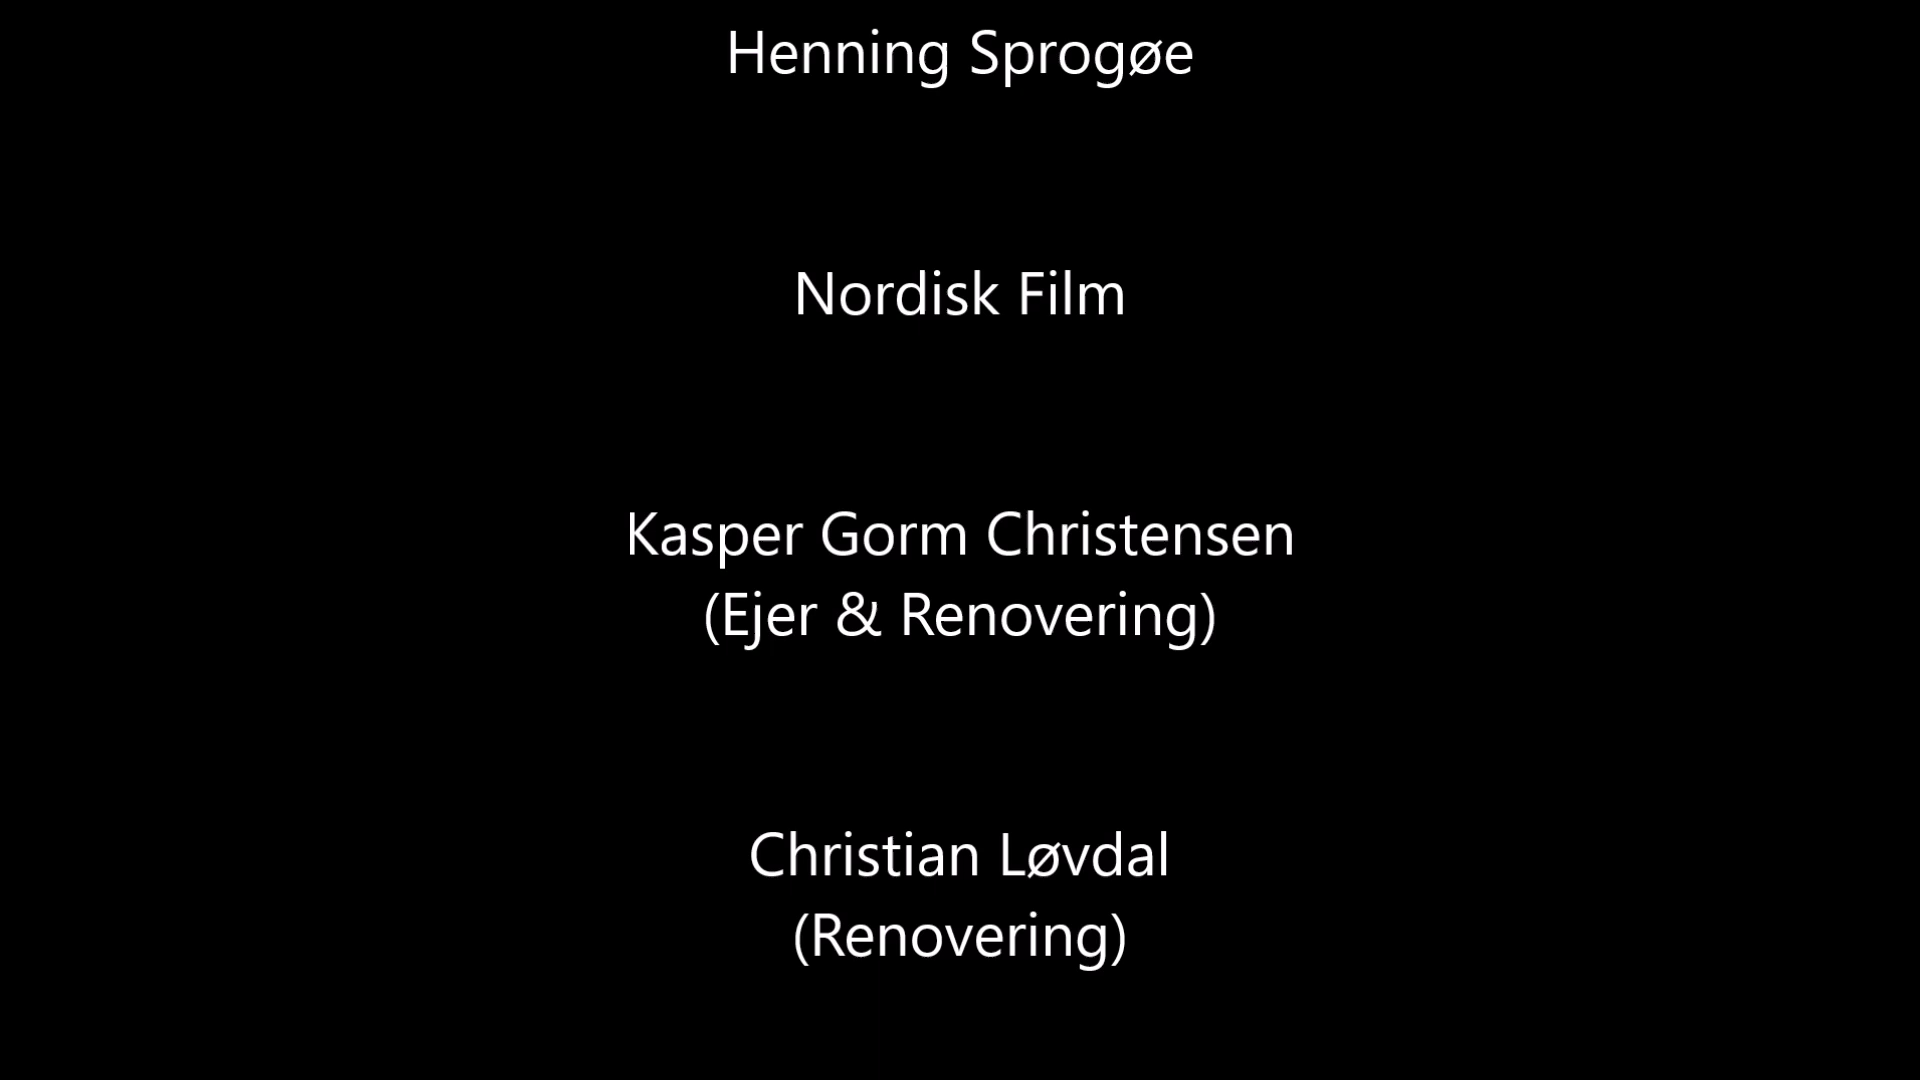 Henning Sprogøe
Nordisk Film
Kasper Gorm Christensen
(Ejer & Renovering)
Christian Løvdal
(Renovering)